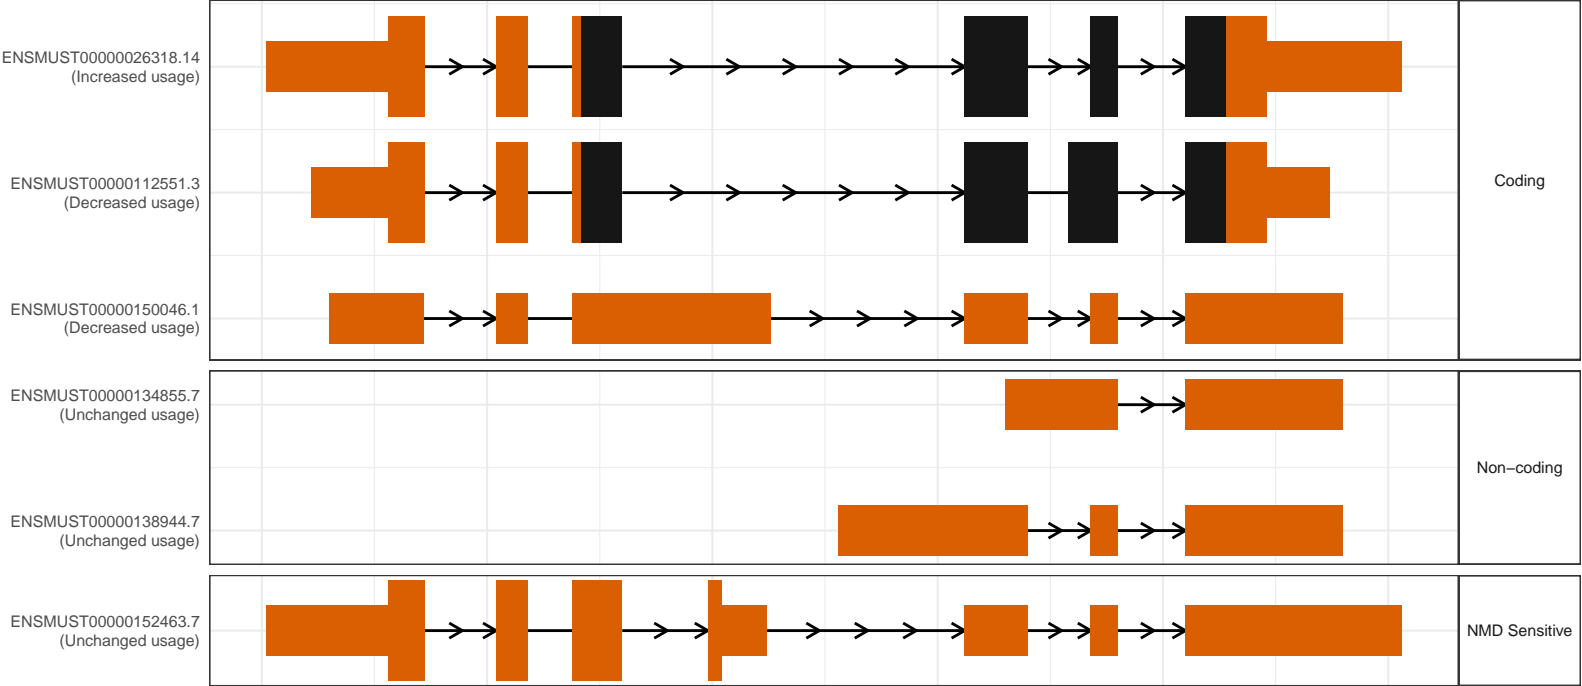 ENSMUST00000026318.14
(Increased usage)
ENSMUST00000112551.3
(Decreased usage)
Coding
ENSMUST00000150046.1
(Decreased usage)
ENSMUST00000134855.7
(Unchanged usage)
Non−coding
ENSMUST00000138944.7
(Unchanged usage)
ENSMUST00000152463.7
(Unchanged usage)
NMD Sensitive